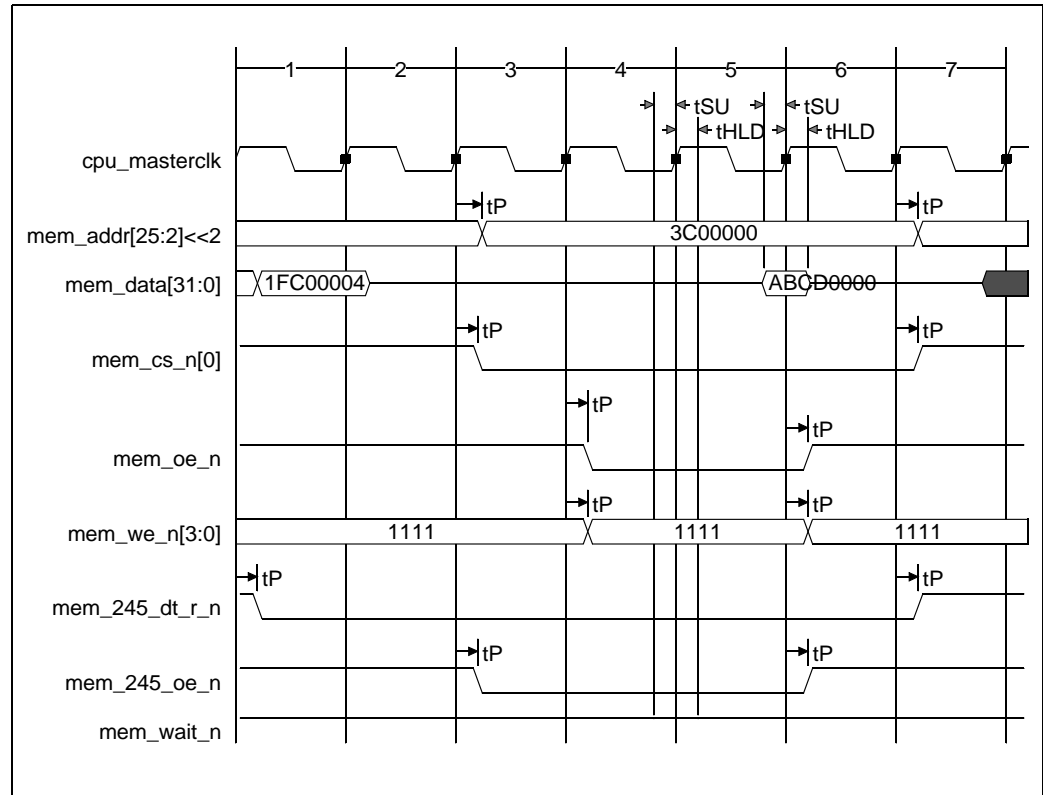 1 2 3 4 5 6 7
tSU tSU
tHLD tHLD
cpu_masterclk
tP tP
mem_addr[25:2]<<2 3C00000
mem_data[31:0] 1FC00004 ABCD0000
tP tP
mem_cs_n[0]
tP
tP
mem_oe_n
tP tP
mem_we_n[3:0] 1111 1111 1111
tP tP
mem_245_dt_r_n
tP tP
mem_245_oe_n
mem_wait_n